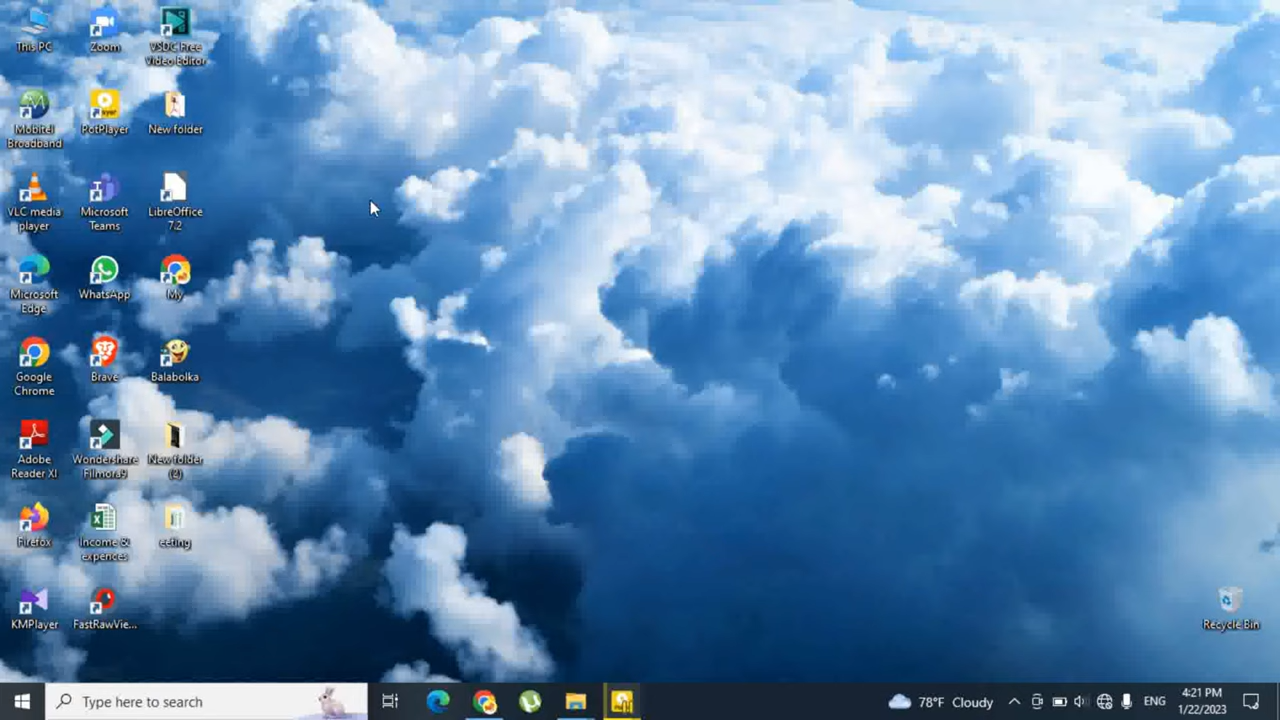 This PC
Zoom
VSDC Free
Video Editor
Mobitel
Broadband
PotPlayer
New folder
VLC media
player
Microsoft
Teams
LibreOffice
7.2
Microsoft
Edge
WhatsApp
My
Google
Chrome
Brave
Balabolka
Adobe
Reader XI
Wondershare
Filmora9
New folder
(2)
Firefox
Income &
expences
eeting
KMPlayer
FastRawVie...
Recycle Bin
Type here to search
78°F Cloudy
ENG
4:21 PM
1/22/2023